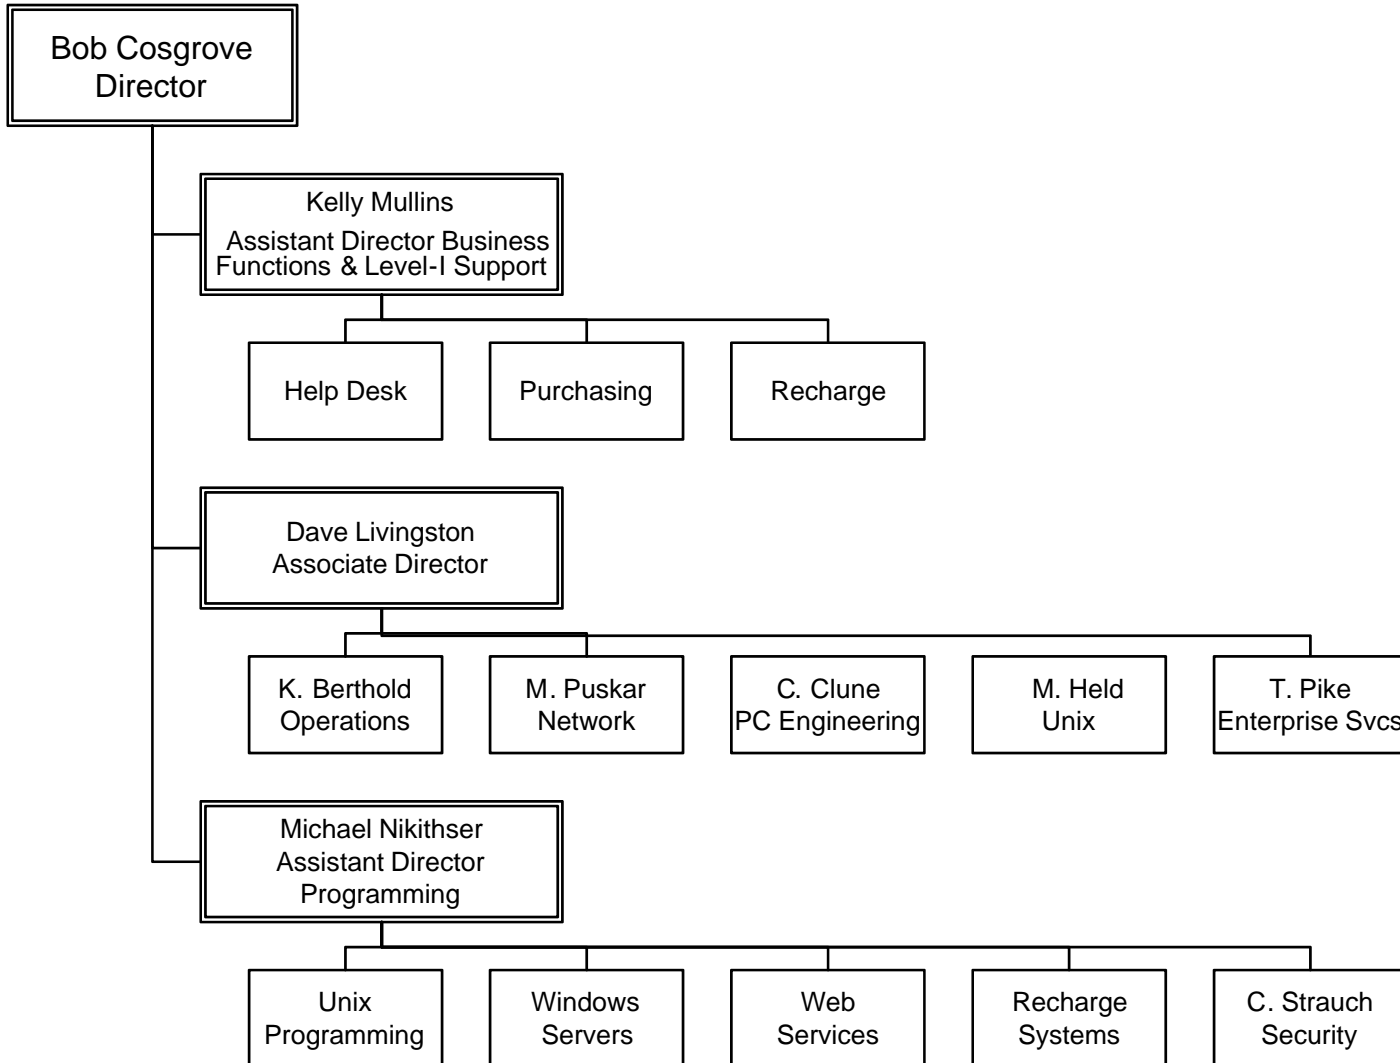 Bob Cosgrove
Director
Kelly Mullins
Assistant Director Business
Functions & Level-I Support
Help Desk
Purchasing
Recharge
Dave Livingston
Associate Director
K. Berthold
Operations
M. Puskar
Network
C. Clune
PC Engineering
M. Held
Unix
T. Pike
Enterprise Svcs
Michael Nikithser
Assistant Director
Programming
Unix
Programming
Windows
Servers
Web
Services
Recharge
Systems
C. Strauch
Security